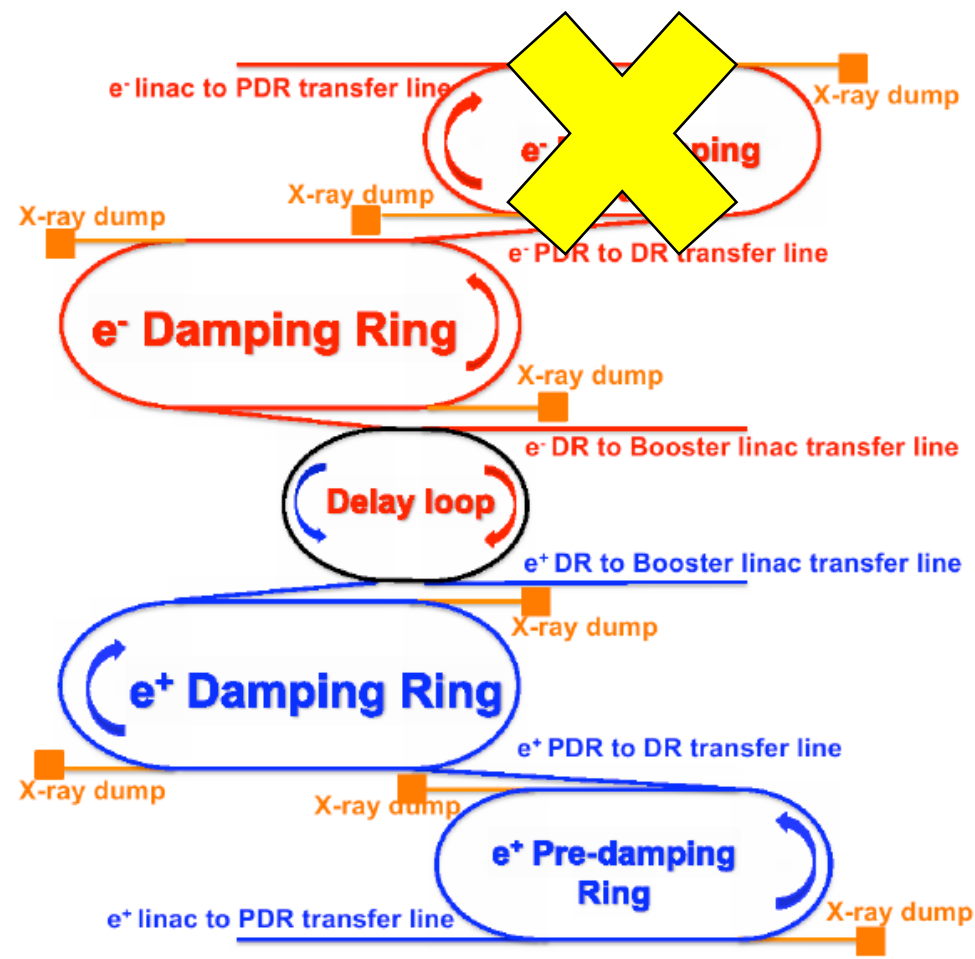 e- linac to PDR transfer line
X-ray dump
e- ping
X-ray dump
X-ray dump
e- PDR to DR transfer line
e- Damping Ring
X-ray dump
e- DR to Booster linac transfer line
Delay loop
e+ DR to Booster linac transfer line
X-ray dump
e+ Damping Ring
e+ PDR to DR transfer line
X-ray dump
X-ray dump
e+ Pre-damping
Ring
e+ linac to PDR transfer line
X-ray dump